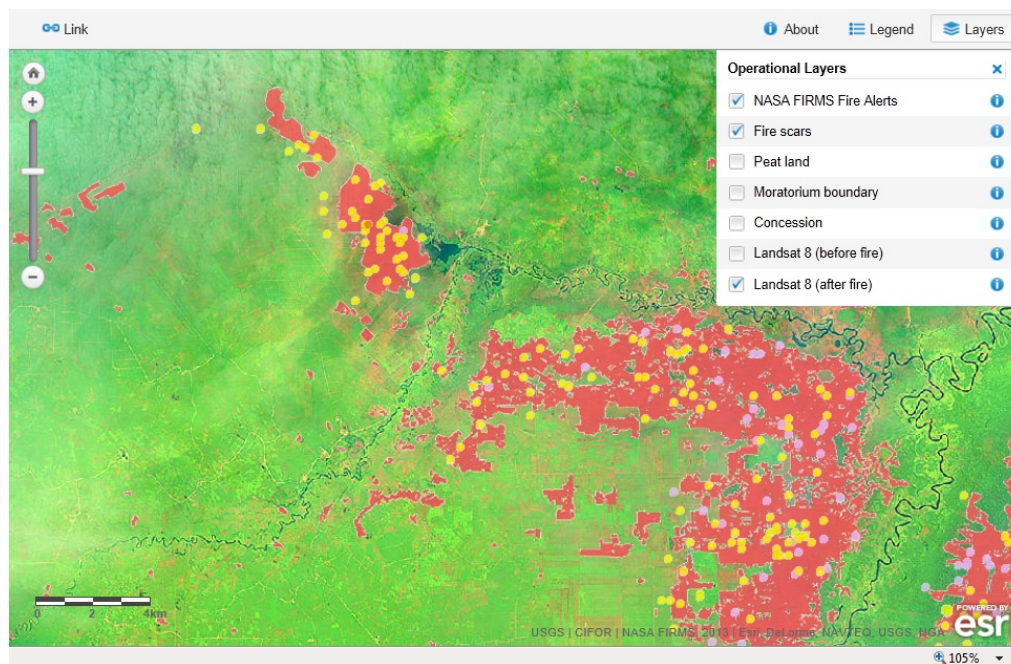 Link
About
Legend
Layers
Operational Layers
NASA FIRMS Fire Alerts
Fire scars
Peat land
Moratorium boundary
Concession
Landsat 8 (before fire)
Landsat 8 (after fire)
0 2 4km
POWERED BY
esri
USGS | CIFOR | NASA FIRMS, 2013 | Esri, DeLorme, NAVTEQ, USGS, NGA
105%